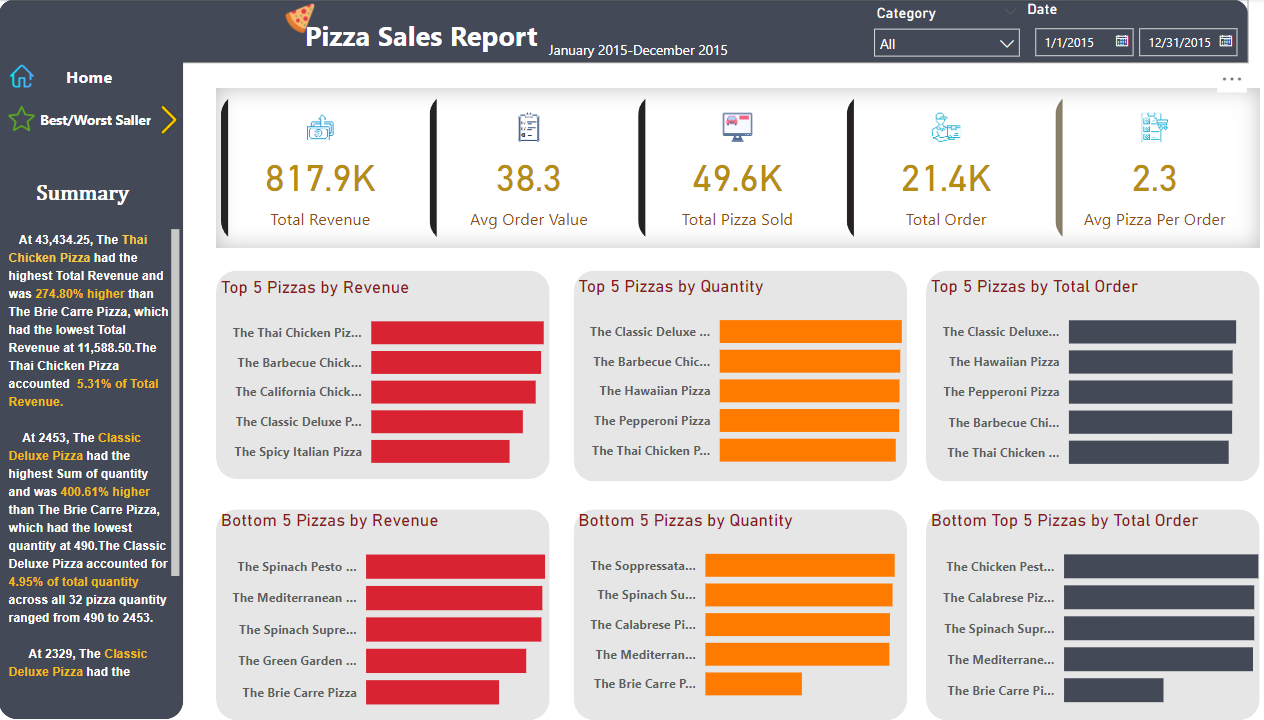 Pizza Sales Report
January 2015-December 2015
Category
All
Date
1/1/2015
12/31/2015
Home
Best/Worst Saller
Summary
At 43,434.25, The Thai
Chicken Pizza had the
highest Total Revenue and
was 274.80% higher than
The Brie Carre Pizza, which
had the lowest Total
Revenue at 11,588.50.The
Thai Chicken Pizza
accounted 5.31% of Total
Revenue.
At 2453, The Classic
Deluxe Pizza had the
highest Sum of quantity
and was 400.61% higher
than The Brie Carre Pizza,
which had the lowest
quantity at 490.The Classic
Deluxe Pizza accounted for
4.95% of total quantity
across all 32 pizza quantity
ranged from 490 to 2453.
At 2329, The Classic
Deluxe Pizza had the
817.9K
Total Revenue
38.3
Avg Order Value
49.6K
Total Pizza Sold
21.4K
Total Order
2.3
Avg Pizza Per Order
Top 5 Pizzas by Revenue
The Thai Chicken Piz...
The Barbecue Chick...
The California Chick...
The Classic Deluxe P...
The Spicy Italian Pizza
Top 5 Pizzas by Quantity
The Classic Deluxe ...
The Barbecue Chic...
The Hawaiian Pizza
The Pepperoni Pizza
The Thai Chicken P...
Top 5 Pizzas by Total Order
The Classic Deluxe...
The Hawaiian Pizza
The Pepperoni Pizza
The Barbecue Chi...
The Thai Chicken ...
Bottom 5 Pizzas by Revenue
The Spinach Pesto ...
The Mediterranean ...
The Spinach Supre...
The Green Garden ...
The Brie Carre Pizza
Bottom 5 Pizzas by Quantity
The Soppressata...
The Spinach Su...
The Calabrese Pi...
The Mediterran...
The Brie Carre P...
Bottom Top 5 Pizzas by Total Order
The Chicken Pest...
The Calabrese Piz...
The Spinach Supr...
The Mediterrane...
The Brie Carre Pi...